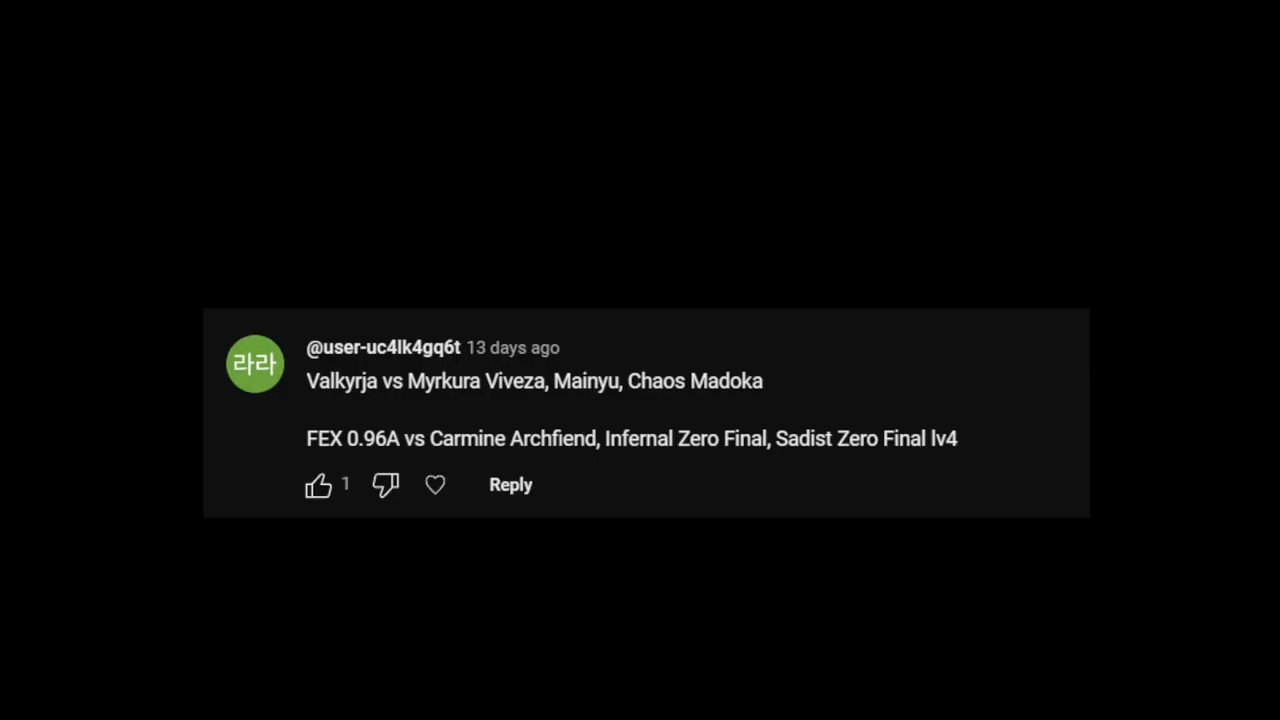 라라
@user-uc4lk4gq6t 13 days ago
Valkyrja vs Myrkura Viveza, Mainyu, Chaos Madoka
FEX 0.96A vs Carmine Archfiend, Infernal Zero Final, Sadist Zero Final lv4
1
Reply